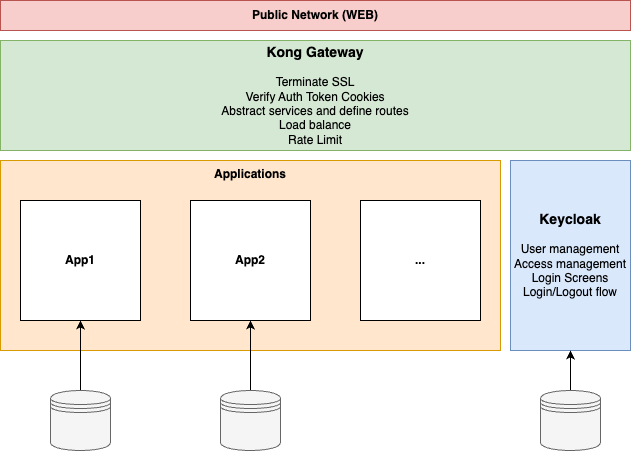 Public Network (WEB)
Kong Gateway
Terminate SSL
Verify Auth Token Cookies
Abstract services and define routes
Load balance
Rate Limit
Applications
App1
App2
...
Keycloak
User management
Access management
Login Screens
Login/Logout flow